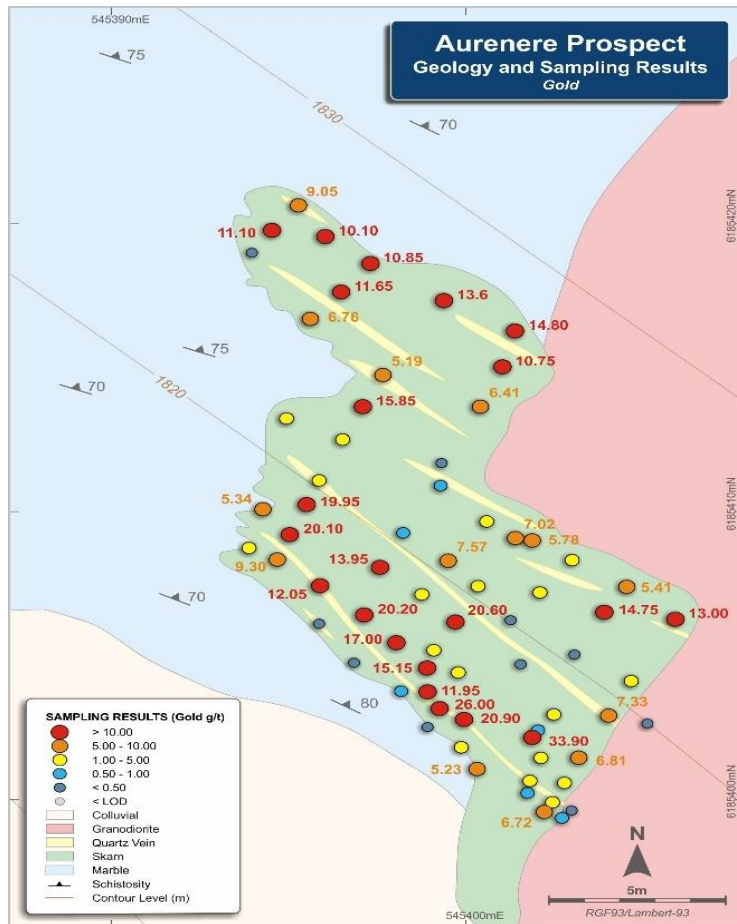 545390mE
Aurenere Prospect
Geology and Sampling Results
Gold
75
1830
70
9.05
11.10
10.10
6185420mN
10.85
11.65
13.6
6.76
14.80
75
10.75
5.19
70
1820
6.41
15.85
5.34
19.95
6185410mN
20.10
7.02
5.78
9.30
13.95
7.57
12.05
5.41
70
20.20
20.60
14.75
13.00
17.00
15.15
80
11.95
26.00
7.33
20.90
33.90
5.23
6.81
6.72
6185400mN
SAMPLING RESULTS (Gold g/t)
> 10.00
5.00 - 10.00
1.00 - 5.00
0.50 - 1.00
< 0.50
< LOD
Colluvial
Granodiorite
Quartz Vein
Skarn
Marble
Schistosity
Contour Level (m)
N
5m
RGF93/Lambert-93
545400mE